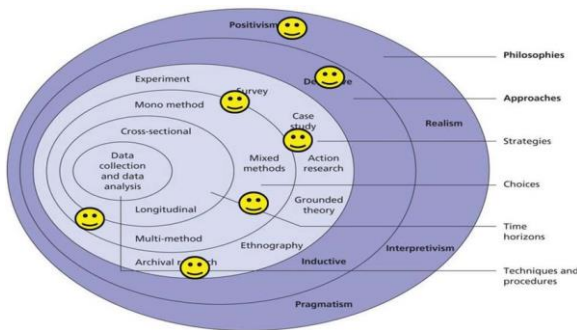 Positivism
Philosophies
Experiment
Survey
Approaches
Mono method
Case
study
Realism
Cross-sectional
Strategies
Data
collection
and data
analysis
Mixed
methods
Action
research
Choices
Longitudinal
Grounded
theory
Time
horizons
Multi-method
Ethnography
Interpretivism
Archival
Inductive
Techniques and
procedures
Pragmatism